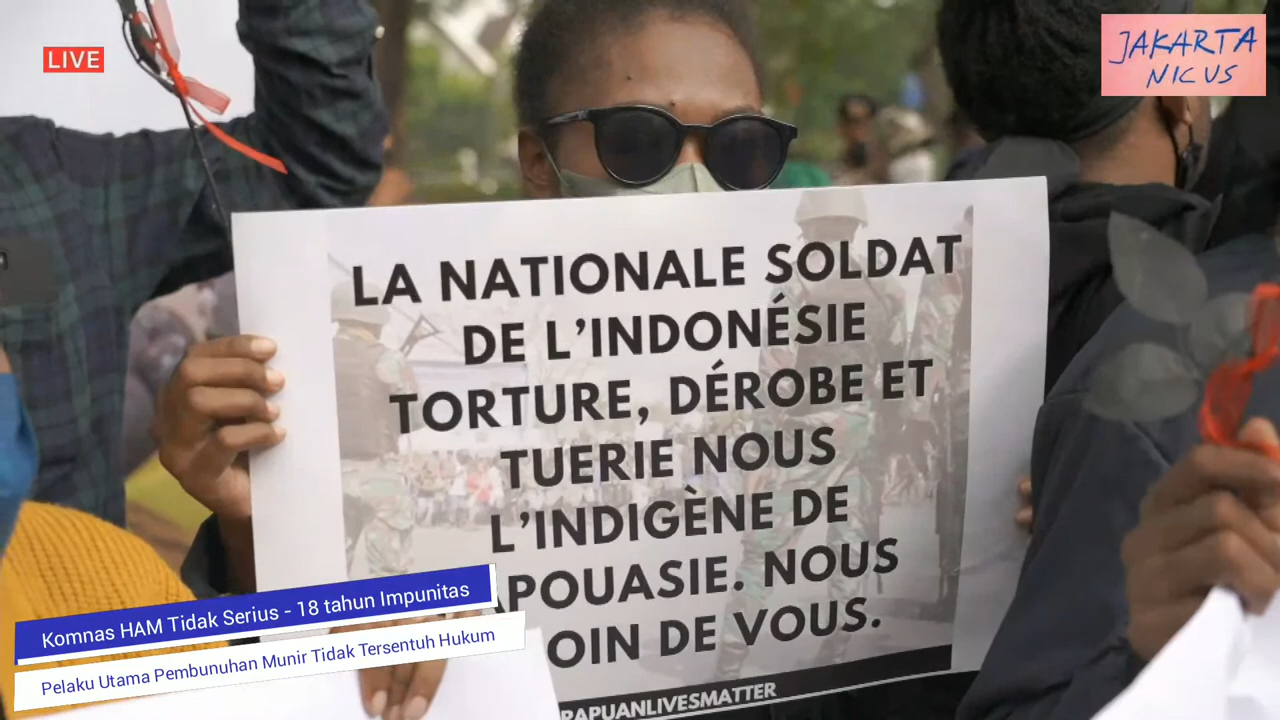 LIVE
JAKARTA
NICUS
LA NATIONALE SOLDAT
DE L'INDONÉSIE
TORTURE, DÉROBE ET
TUERIE NOUS
L'INDIGÈNE DE
POUASIE. NOUS
OIN DE VOUS.
RAPUANLIVESMATTER
Komnas HAM Tidak Serius - 18 tahun Impunitas
Pelaku Utama Pembunuhan Munir Tidak Tersentuh Hukum